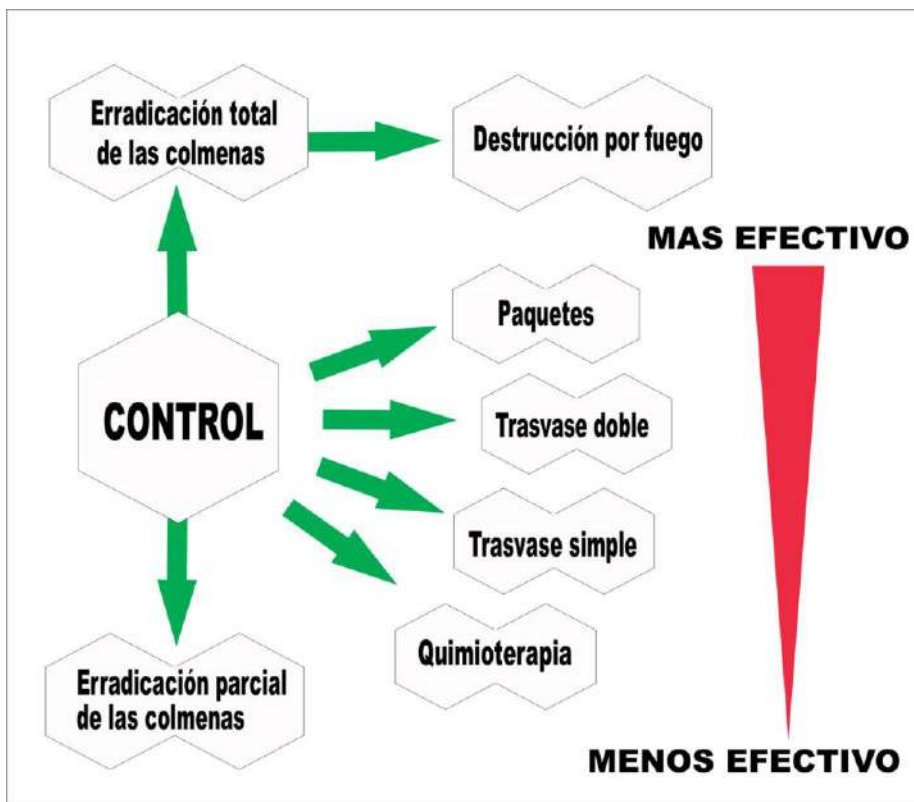 Erradicación total
de las colmenas
Destrucción por fuego
MAS EFECTIVO
Paquetes
CONTROL
Trasvase doble
Trasvase simple
Quimioterapia
Erradicación parcial
de las colmenas
MENOS EFECTIVO